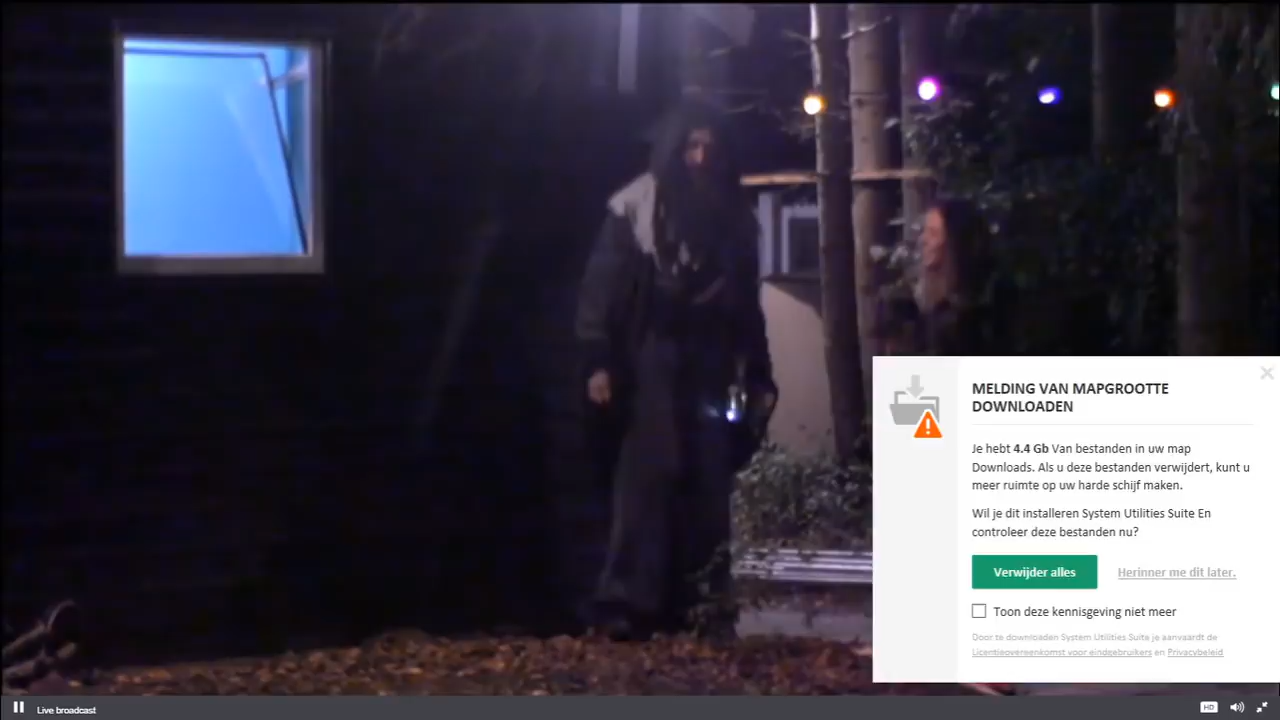 MELDING VAN MAPGROOTTE
DOWNLOADEN
Je hebt 4.4 Gb Van bestanden in uw map
Downloads. Als u deze bestanden verwijdert, kunt u
meer ruimte op uw harde schijf maken.
Wil je dit installeren System Utilities Suite En
controleer deze bestanden nu?
Verwijder alles
Herinner me dit later.
Toon deze kennisgeving niet meer
Door te downloaden System Utilities Suite je aanvaardt de
Licentieovereenkomst voor eindgebruikers en Privacybeleid
Live broadcast
HD